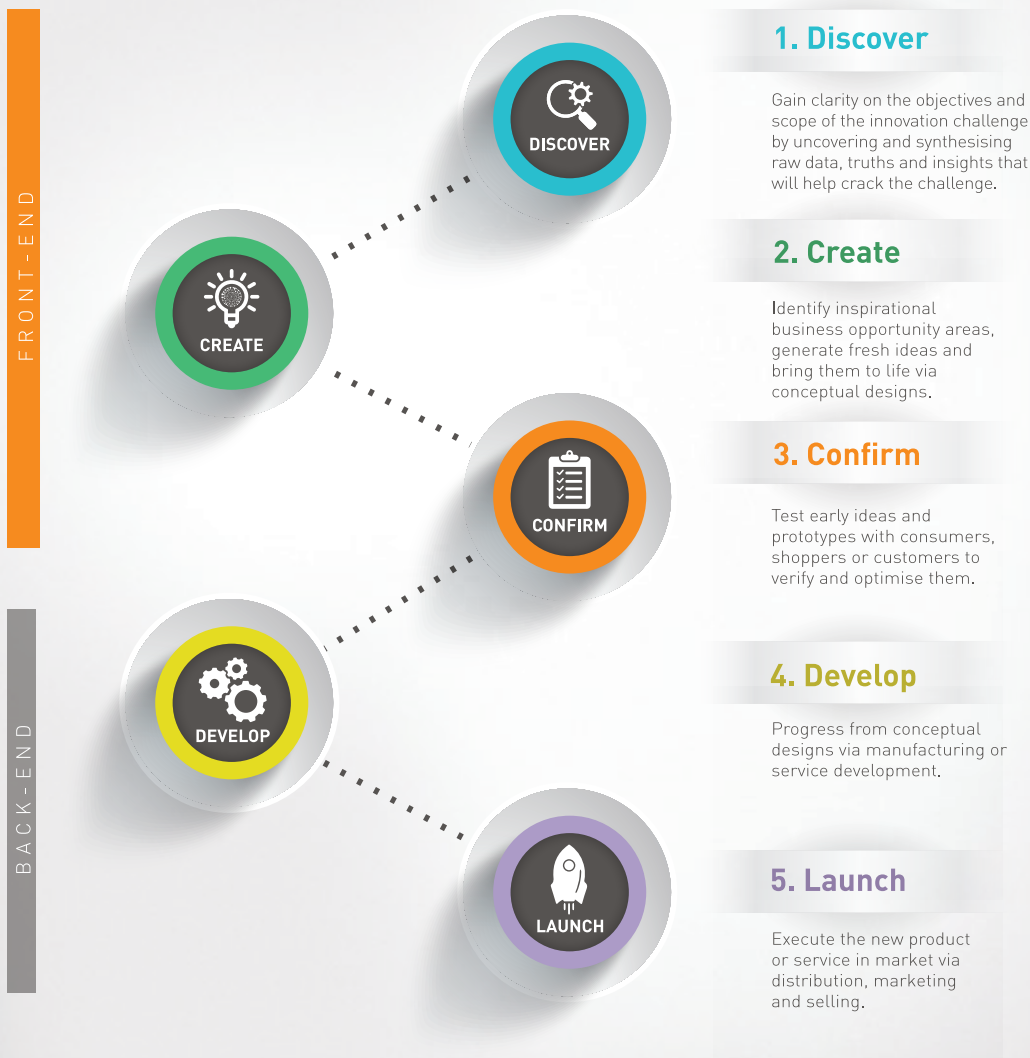 FRONT-END
DISCOVER
CREATE
CONFIRM
BACK-END
DEVELOP
LAUNCH
1. Discover
Gain clarity on the objectives and
scope of the innovation challenge
by uncovering and synthesising
raw data, truths and insights that
will help crack the challenge.
2. Create
Identify inspirational
business opportunity areas,
generate fresh ideas and
bring them to life via
conceptual designs.
3. Confirm
Test early ideas and
prototypes with consumers,
shoppers or customers to
verify and optimise them.
4. Develop
Progress from conceptual
designs via manufacturing or
service development.
5. Launch
Execute the new product
or service in market via
distribution, marketing
and selling.